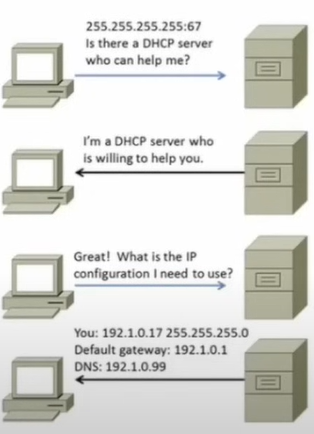 255.255.255.255:67
Is there a DHCP server
who can help me?
I'm a DHCP server who
is willing to help you.
Great! What is the IP
configuration I need to use?
You: 192.1.0.17 255.255.255.0
Default gateway: 192.1.0.1
DNS: 192.1.0.99